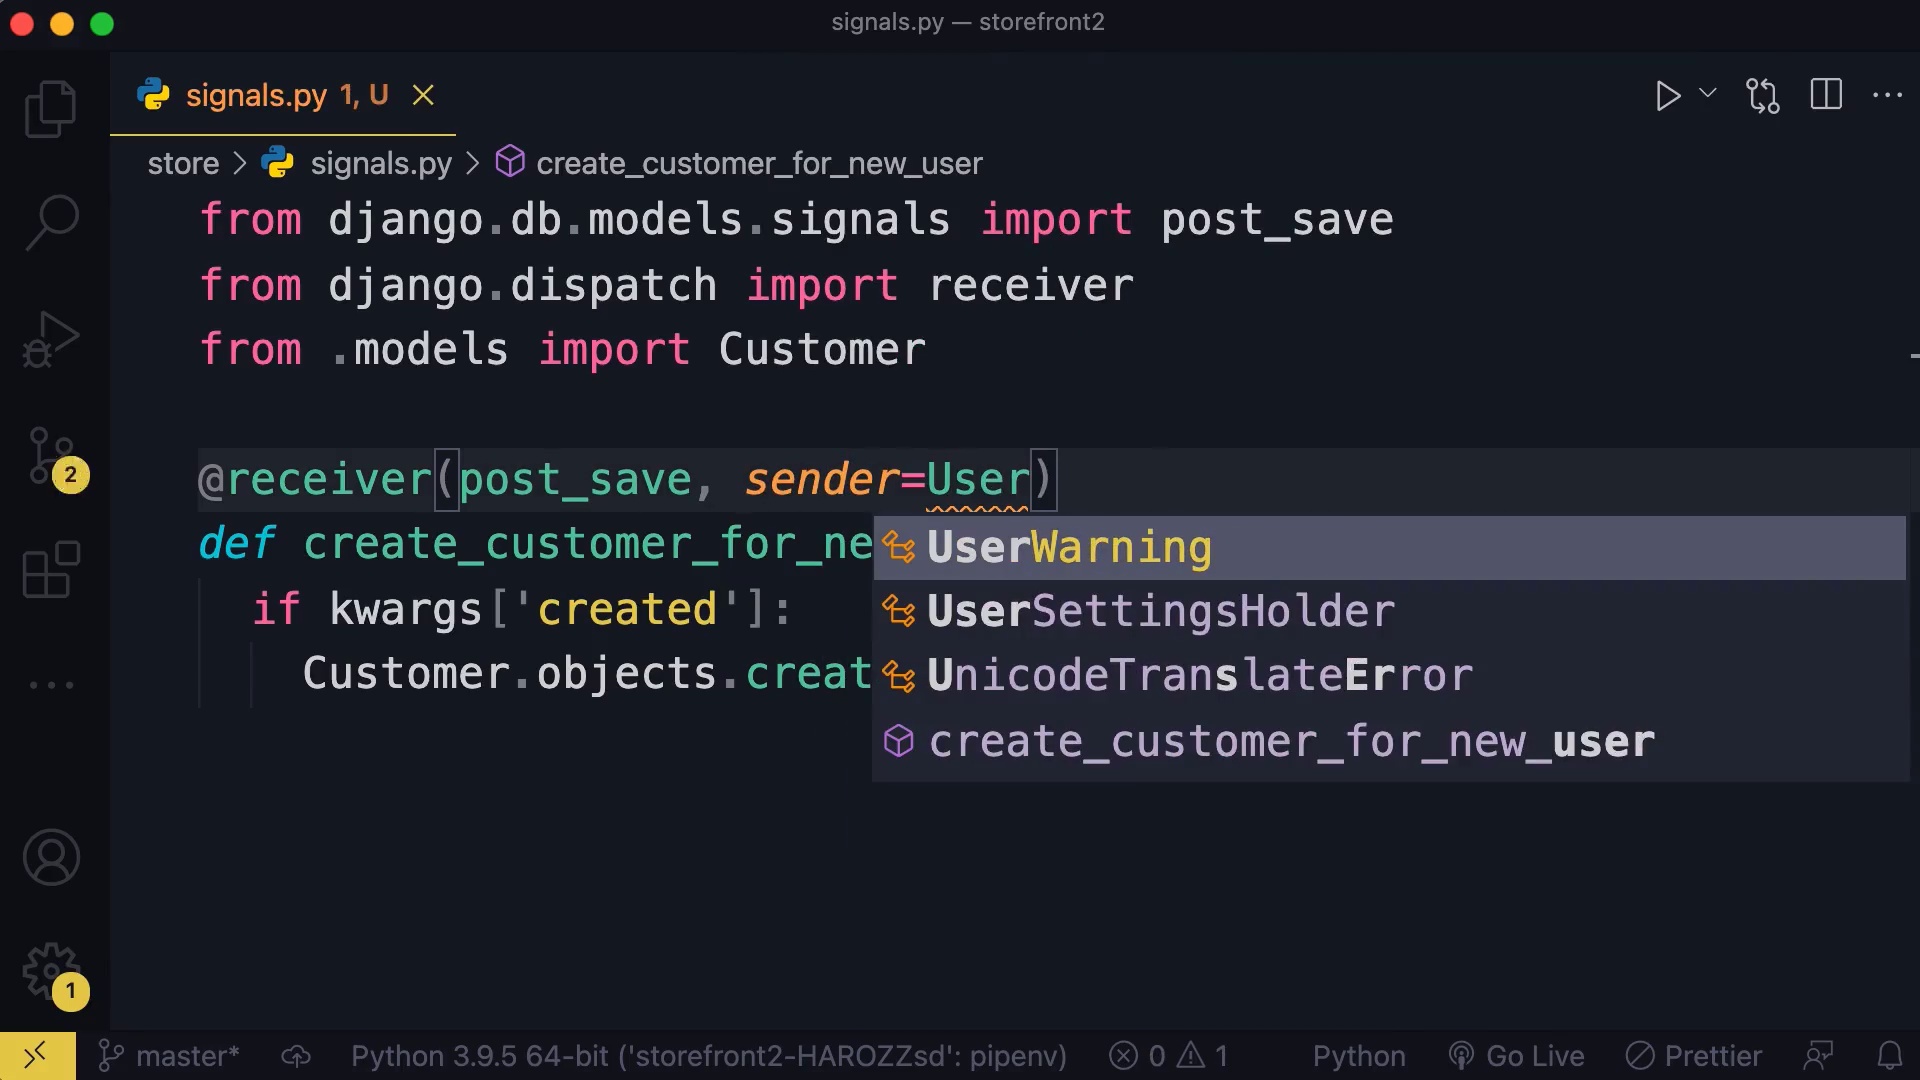 signals.py — storefront2
signals.py 1, U
store > signals.py > create_customer_for_new_user
from django.db.models.signals import post_save
from django.dispatch import receiver
from .models import Customer
@receiver(post_save, sender=User)
def create_customer_for_ne
if kwargs['created']:
Customer.objects.creat
UserWarning
UserSettingsHolder
UnicodeTranslateError
create_customer_for_new_user
2
1
master* Python 3.9.5 64-bit ('storefront2-HAROZZsd': pipenv) 0 1 Python Go Live Prettier